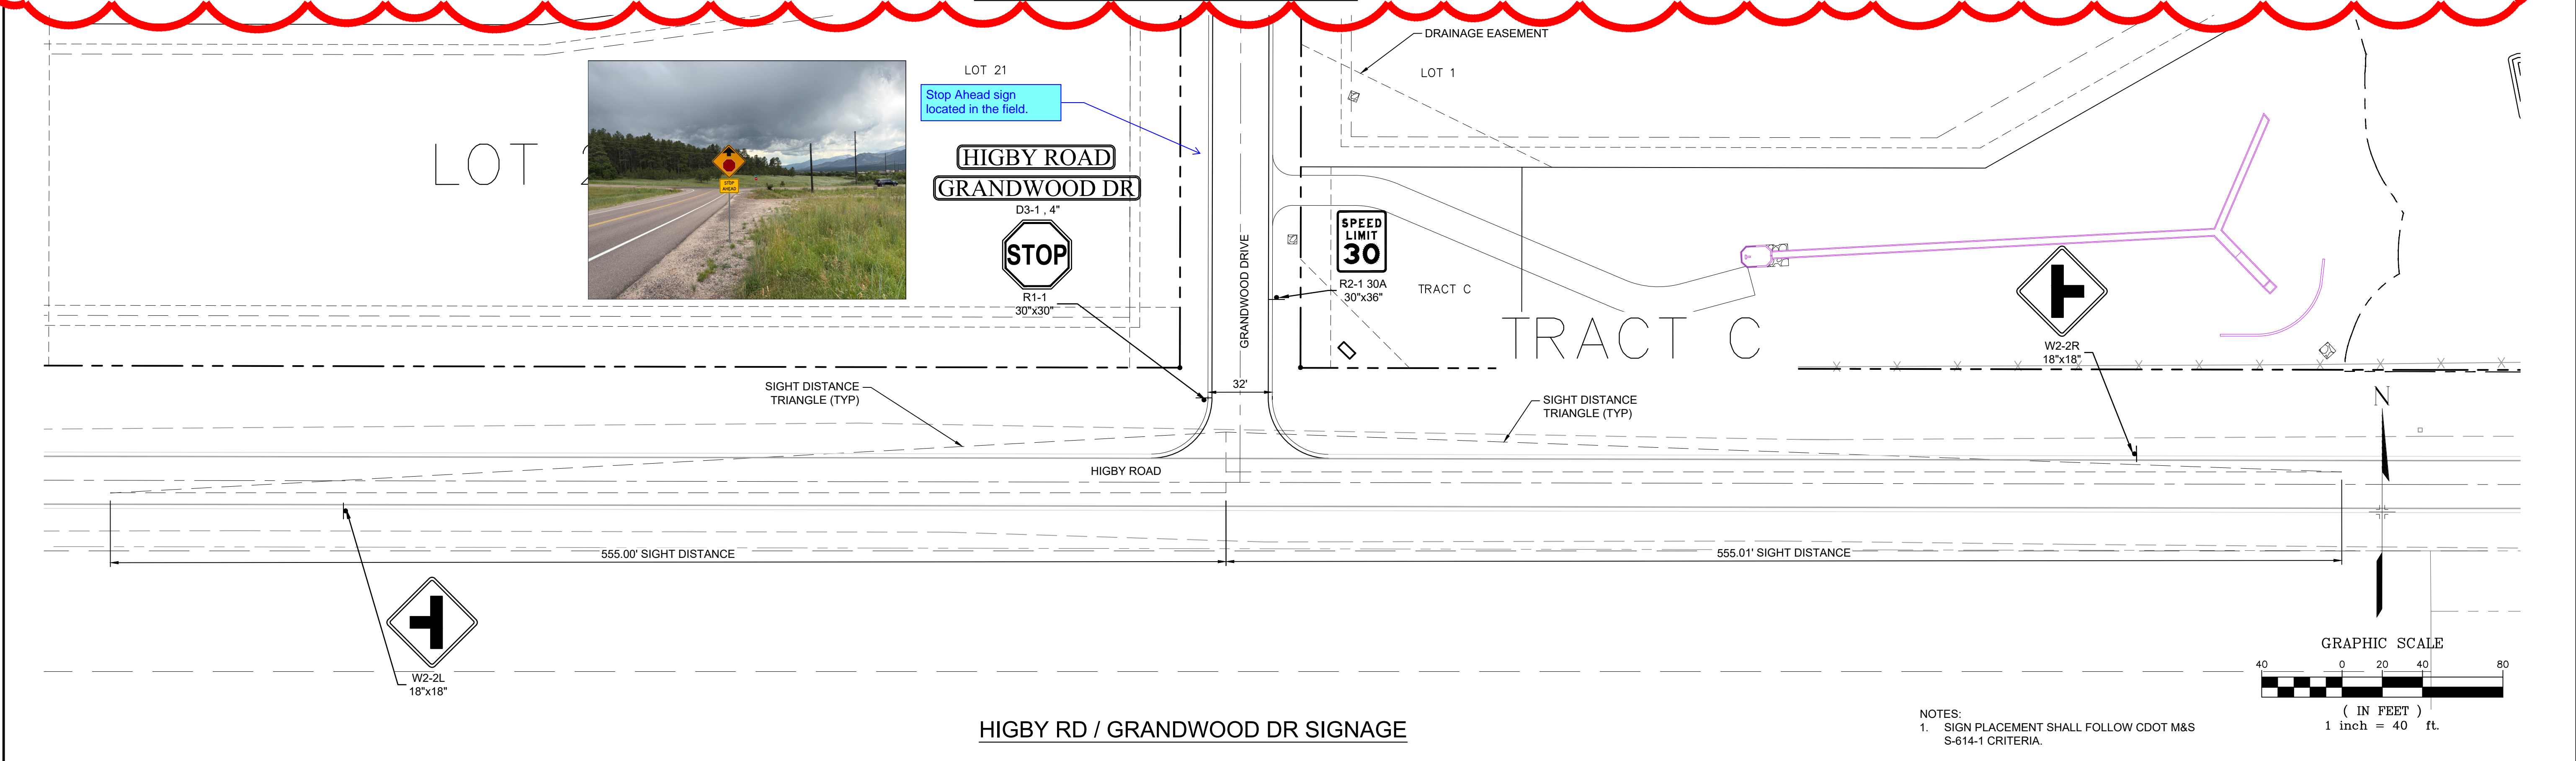 DRAINAGE EASEMENT
LOT 21
LOT 1
Stop Ahead sign
located in the field.
LOT 2
STOP
AHEAD
HIGBY ROAD
GRANDWOOD DR
D3-1 , 4"
STOP
R1-1
30"x30"
GRANDWOOD DRIVE
SPEED
LIMIT
30
R2-1 30A
30"x36"
TRACT C
TRACT C
W2-2R
18"x18"
SIGHT DISTANCE
TRIANGLE (TYP)
32'
SIGHT DISTANCE
TRIANGLE (TYP)
N
HIGBY ROAD
555.00' SIGHT DISTANCE
555.01' SIGHT DISTANCE
W2-2L
18"x18"
GRAPHIC SCALE
40 0 20 40 80
( IN FEET )
1 inch = 40 ft.
HIGBY RD / GRANDWOOD DR SIGNAGE
NOTES:
1. SIGN PLACEMENT SHALL FOLLOW CDOT M&S
S-614-1 CRITERIA.